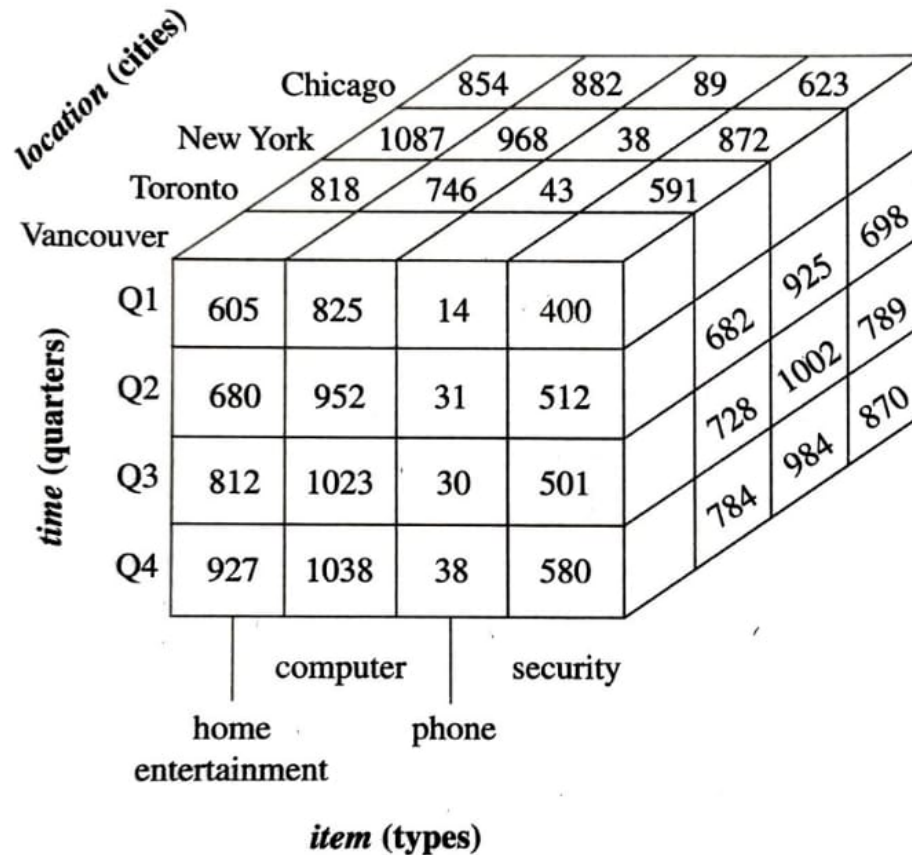 location (cities)
Chicago 854 882 89 623
New York 1087 968 38 872
Toronto 818 746 43 591
Vancouver
time (quarters)
Q1 605 825 14 400
Q2 680 952 31 512
Q3 812 1023 30 501
Q4 927 1038 38 580
682 925 698
728 1002 789
784 984 870
computer security
home phone
entertainment
item (types)